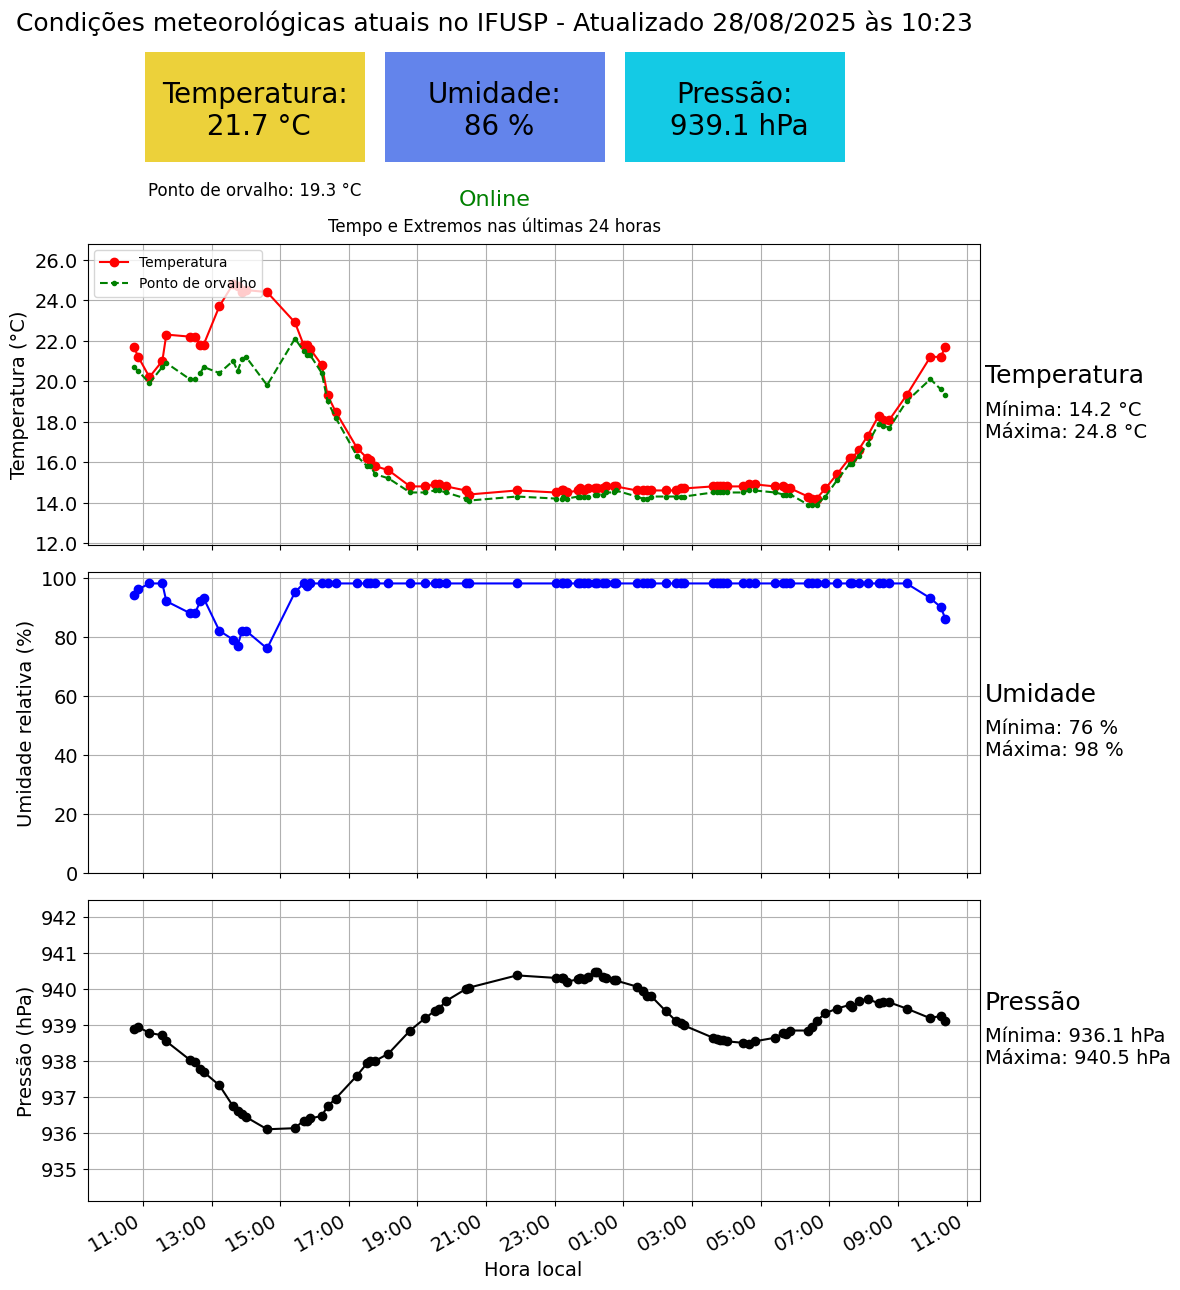 Condições meteorológicas atuais no IFUSP - Atualizado 28/08/2025 às 10:23
Temperatura:
21.7 °C
Umidade:
86 %
Pressão:
939.1 hPa
Ponto de orvalho: 19.3 °C
Online
Tempo e Extremos nas últimas 24 horas
Temperatura
Ponto de orvalho
Temperatura (°C)
26.0
24.0
22.0
20.0
18.0
16.0
14.0
12.0
Temperatura
Mínima: 14.2 °C
Máxima: 24.8 °C
Umidade relativa (%)
100
80
60
40
20
0
Umidade
Mínima: 76 %
Máxima: 98 %
Pressão (hPa)
942
941
940
939
938
937
936
935
Pressão
Mínima: 936.1 hPa
Máxima: 940.5 hPa
11:00 13:00 15:00 17:00 19:00 21:00 23:00 01:00 03:00 05:00 07:00 09:00 11:00
Hora local